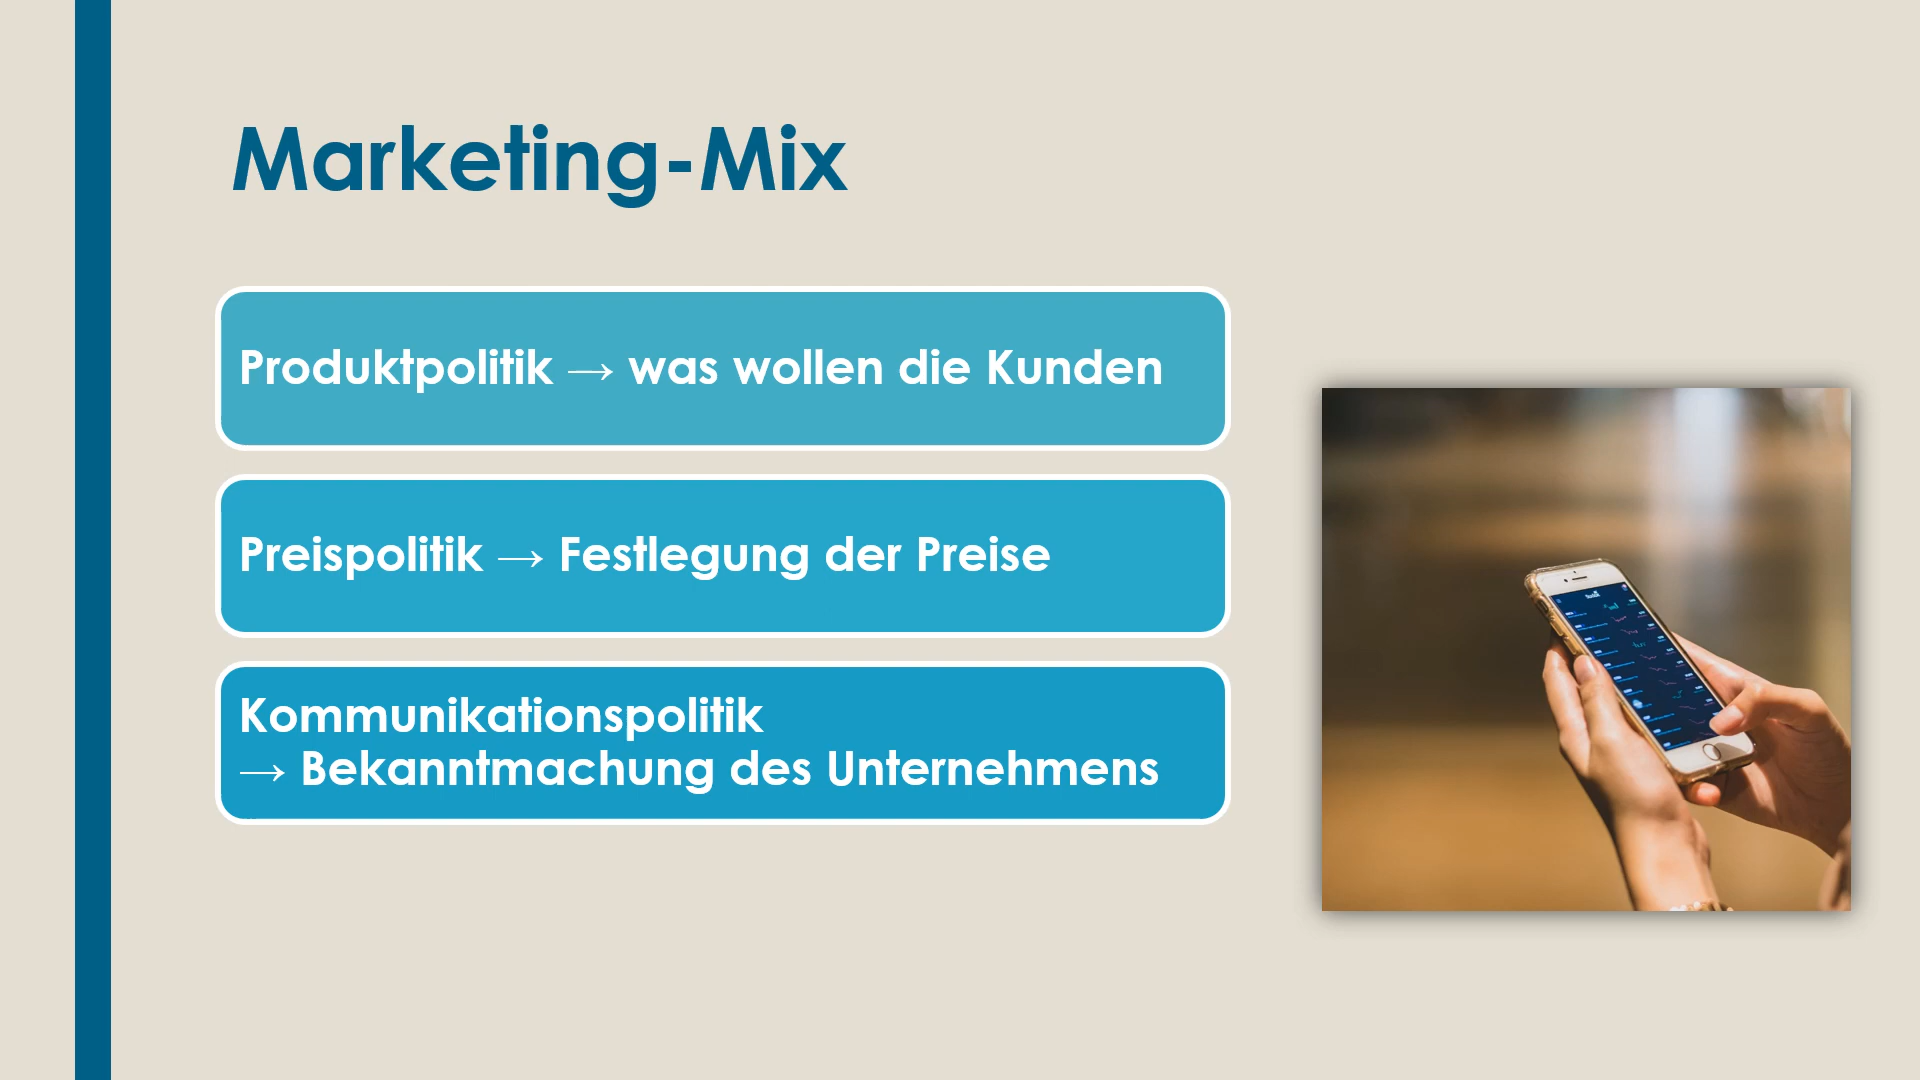 Marketing-Mix
Produktpolitik → was wollen die Kunden
Preispolitik → Festlegung der Preise
Kommunikationspolitik
→ Bekanntmachung des Unternehmens